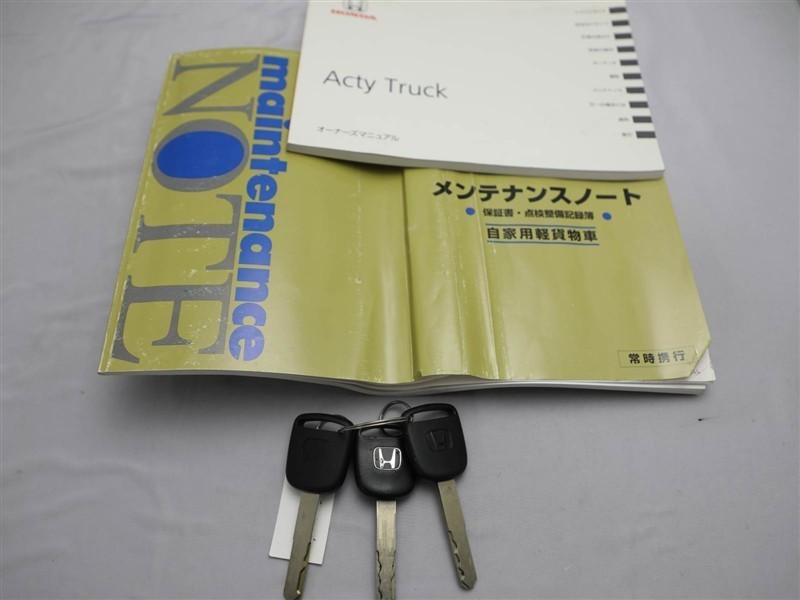 HONDA
Acty Truck
オーナーズマニュアル
maintenance
NOTE
メンテナンスノート
● 保証書・点検整備記録簿 ●
自家用軽貨物車
常時携行